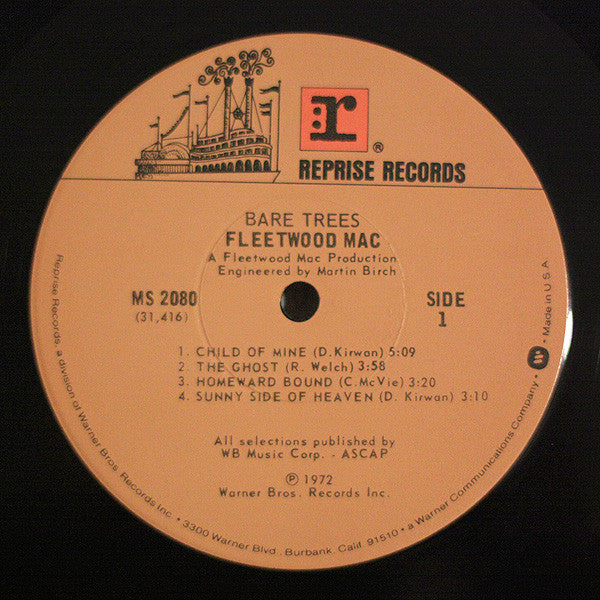 r ®
REPRISE RECORDS
BARE TREES
FLEETWOOD MAC
A Fleetwood Mac Production
Engineered by Martin Birch
MS 2080
(31,416)
SIDE
1
1. CHILD OF MINE (D. Kirwan) 5:09
2. THE GHOST (R. Welch) 3:58
3. HOMEWARD BOUND (C. McVie) 3:20
4. SUNNY SIDE OF HEAVEN (D. Kirwan) 3:10
All selections published by
WB Music Corp. - ASCAP
℗ 1972
Warner Bros. Records Inc.
Reprise Records, a division of Warner Bros. Records Inc. • 3300 Warner Blvd., Burbank, Calif. 91510 • a Warner Communications Company • W • Made in U.S.A.